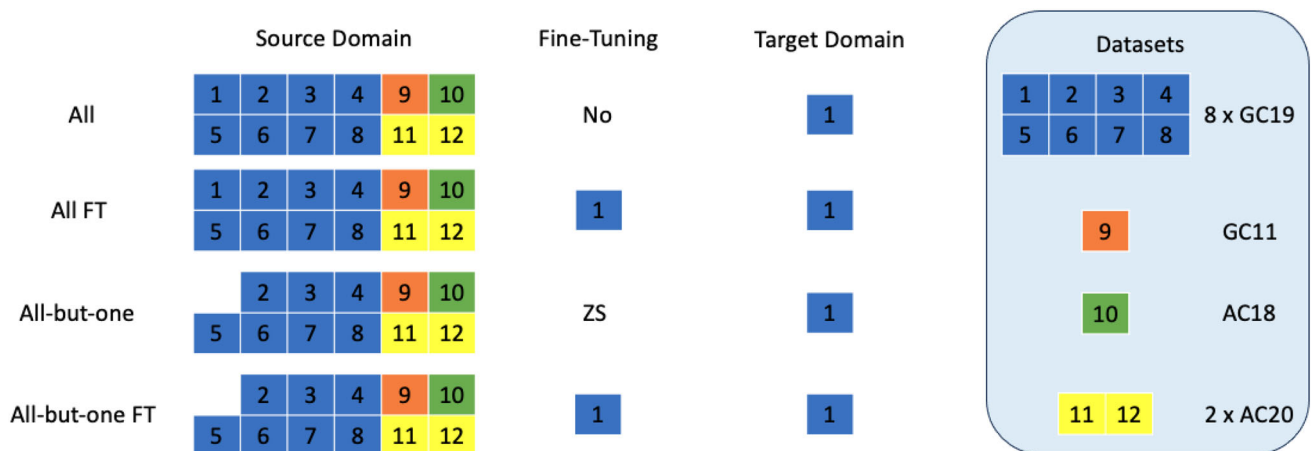 Source Domain Fine-Tuning Target Domain Datasets
1 2 3 4 9 10 1 2 3 4
All No 1 8 x GC19
5 6 7 8 11 12 5 6 7 8
1 2 3 4 9 10
All FT 1 1 9 GC11
5 6 7 8 11 12
2 3 4 9 10
All-but-one ZS 1 10 AC18
5 6 7 8 11 12
2 3 4 9 10
All-but-one FT 1 1 11 12 2 x AC20
5 6 7 8 11 12